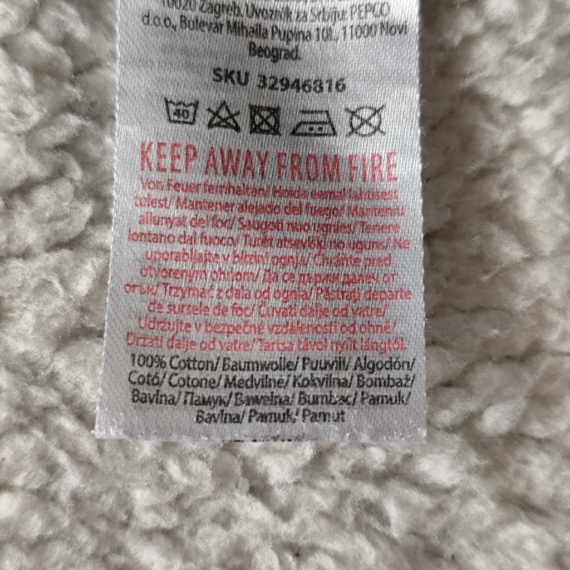 10020 Zagreb. Uvoznik za Srbiju: PEPCO
d.o.o., Bulevar Mihajla Pupina 10L, 11000 Novi
Beograd.
SKU 32946816
40
KEEP AWAY FROM FIRE
Von Feuer fernhalten/ Hoida eemal lahtisest
tulest/ Mantener alejado del fuego/ Manteniu
allunyat del foc/ Saugoti nuo ugnies/ Tenere
lontano dal fuoco/ Turēt atsevišķi no uguns/ Ne
uporabljajte v bližini ognja/ Chraňte pred
otvoreným ohňom/ Да се държи далеч от
огън/ Trzymać z dala od ognia/ Păstrați departe
de sursele de foc/ Čuvati dalje od vatre/
Udržujte v bezpečné vzdálenosti od ohně/
Držati dalje od vatre/ Tartsa távol nyílt lángtól.
100% Cotton/ Baumwolle/ Puuvill/ Algodón/
Cotó/ Cotone/ Medvilnė/ Kokvilna/ Bombaž/
Bavlna/ Памук/ Bawełna/ Bumbac/ Pamuk/
Bavlna/ Pamuk/ Pamut